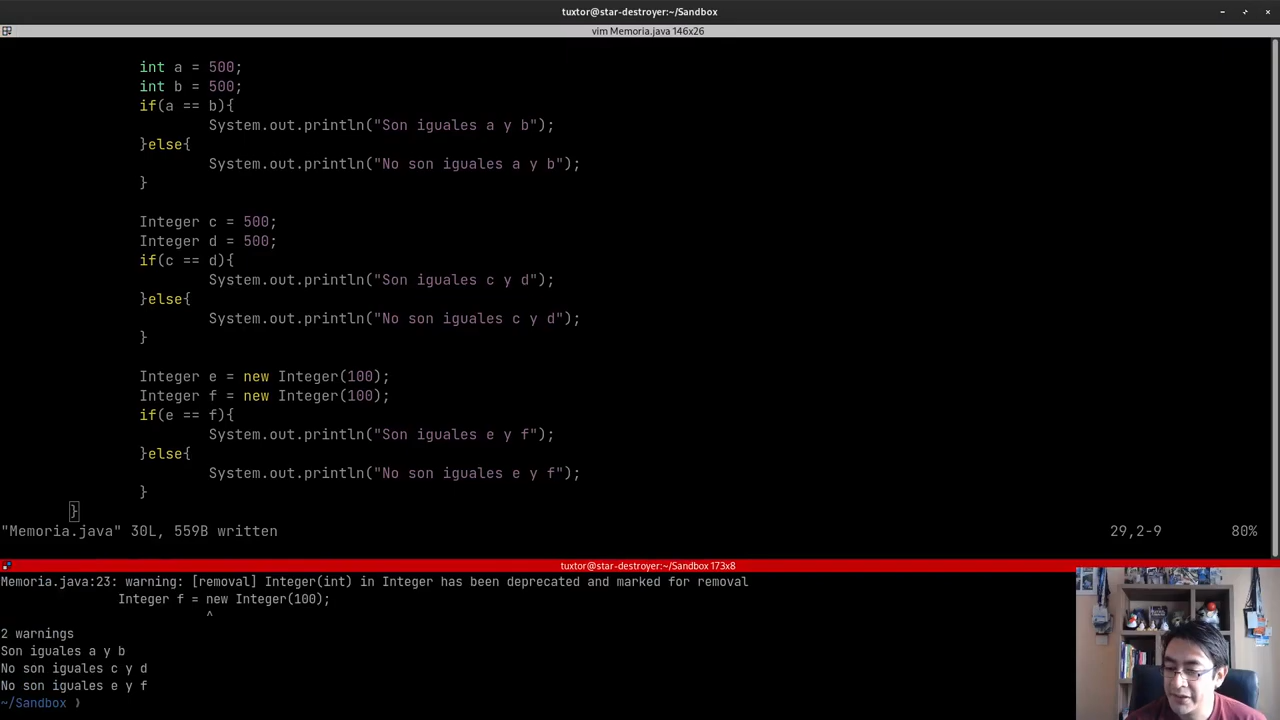 tuxtor@star-destroyer:~/Sandbox
vim Memoria.java 146x26
int a = 500;
int b = 500;
if(a == b){
System.out.println("Son iguales a y b");
}else{
System.out.println("No son iguales a y b");
}
Integer c = 500;
Integer d = 500;
if(c == d){
System.out.println("Son iguales c y d");
}else{
System.out.println("No son iguales c y d");
}
Integer e = new Integer(100);
Integer f = new Integer(100);
if(e == f){
System.out.println("Son iguales e y f");
}else{
System.out.println("No son iguales e y f");
}
}
"Memoria.java" 30L, 559B written 29,2-9 80%
tuxtor@star-destroyer:~/Sandbox 173x8
Memoria.java:23: warning: [removal] Integer(int) in Integer has been deprecated and marked for removal
Integer f = new Integer(100);
^
2 warnings
Son iguales a y b
No son iguales c y d
No son iguales e y f
~/Sandbox ⟩